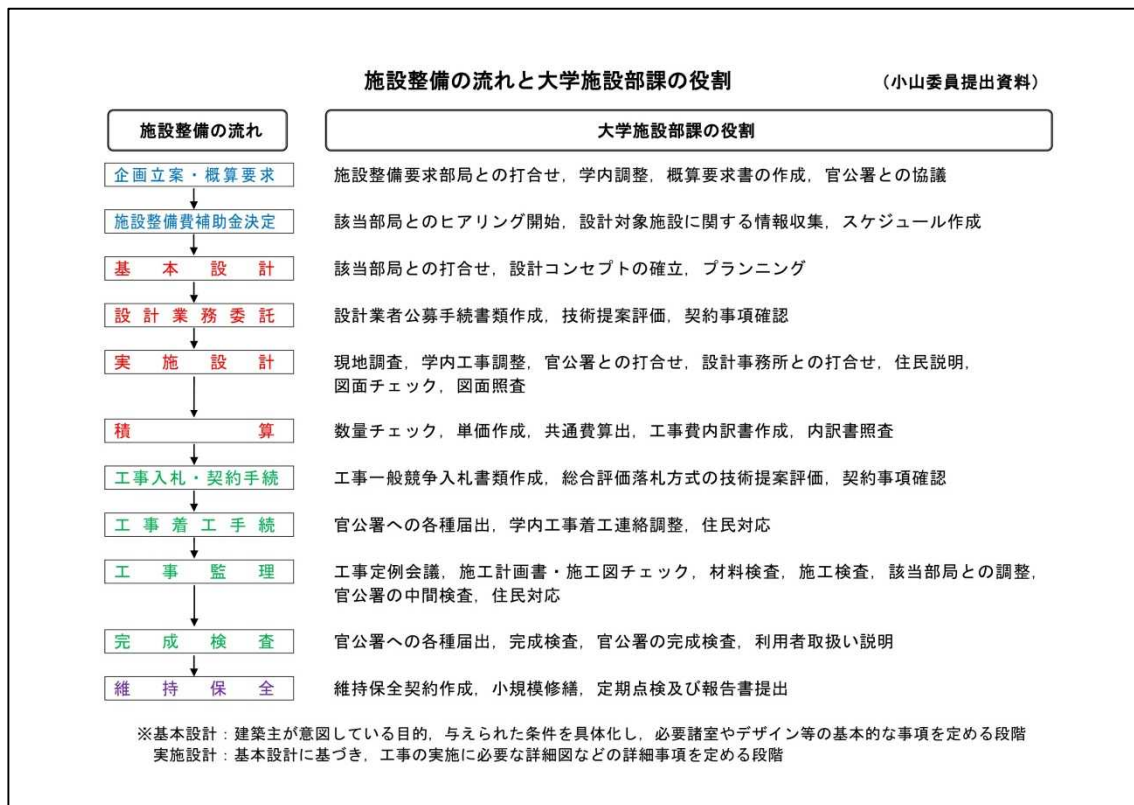 施設整備の流れと大学施設部課の役割 （小山委員提出資料）
施設整備の流れ 大学施設部課の役割
企画立案・概算要求 施設整備要求部局との打合せ，学内調整，概算要求書の作成，官公署との協議
施設整備費補助金決定 該当部局とのヒアリング開始，設計対象施設に関する情報収集，スケジュール作成
基本設計 該当部局との打合せ，設計コンセプトの確立，プランニング
設計業務委託 設計業者公募手続書類作成，技術提案評価，契約事項確認
実施設計 現地調査，学内工事調整，官公署との打合せ，設計事務所との打合せ，住民説明，
図面チェック，図面照査
積算 数量チェック，単価作成，共通費算出，工事費内訳書作成，内訳書照査
工事入札・契約手続 工事一般競争入札書類作成，総合評価落札方式の技術提案評価，契約事項確認
工事着工手続 官公署への各種届出，学内工事着工連絡調整，住民対応
工事監理 工事定例会議，施工計画書・施工図チェック，材料検査，施工検査，該当部局との調整，
官公署の中間検査，住民対応
完成検査 官公署への各種届出，完成検査，官公署の完成検査，利用者取扱い説明
維持保全 維持保全契約作成，小規模修繕，定期点検及び報告書提出
※基本設計：建築主が意図している目的，与えられた条件を具体化し，必要諸室やデザイン等の基本的な事項を定める段階
実施設計：基本設計に基づき，工事の実施に必要な詳細図などの詳細事項を定める段階